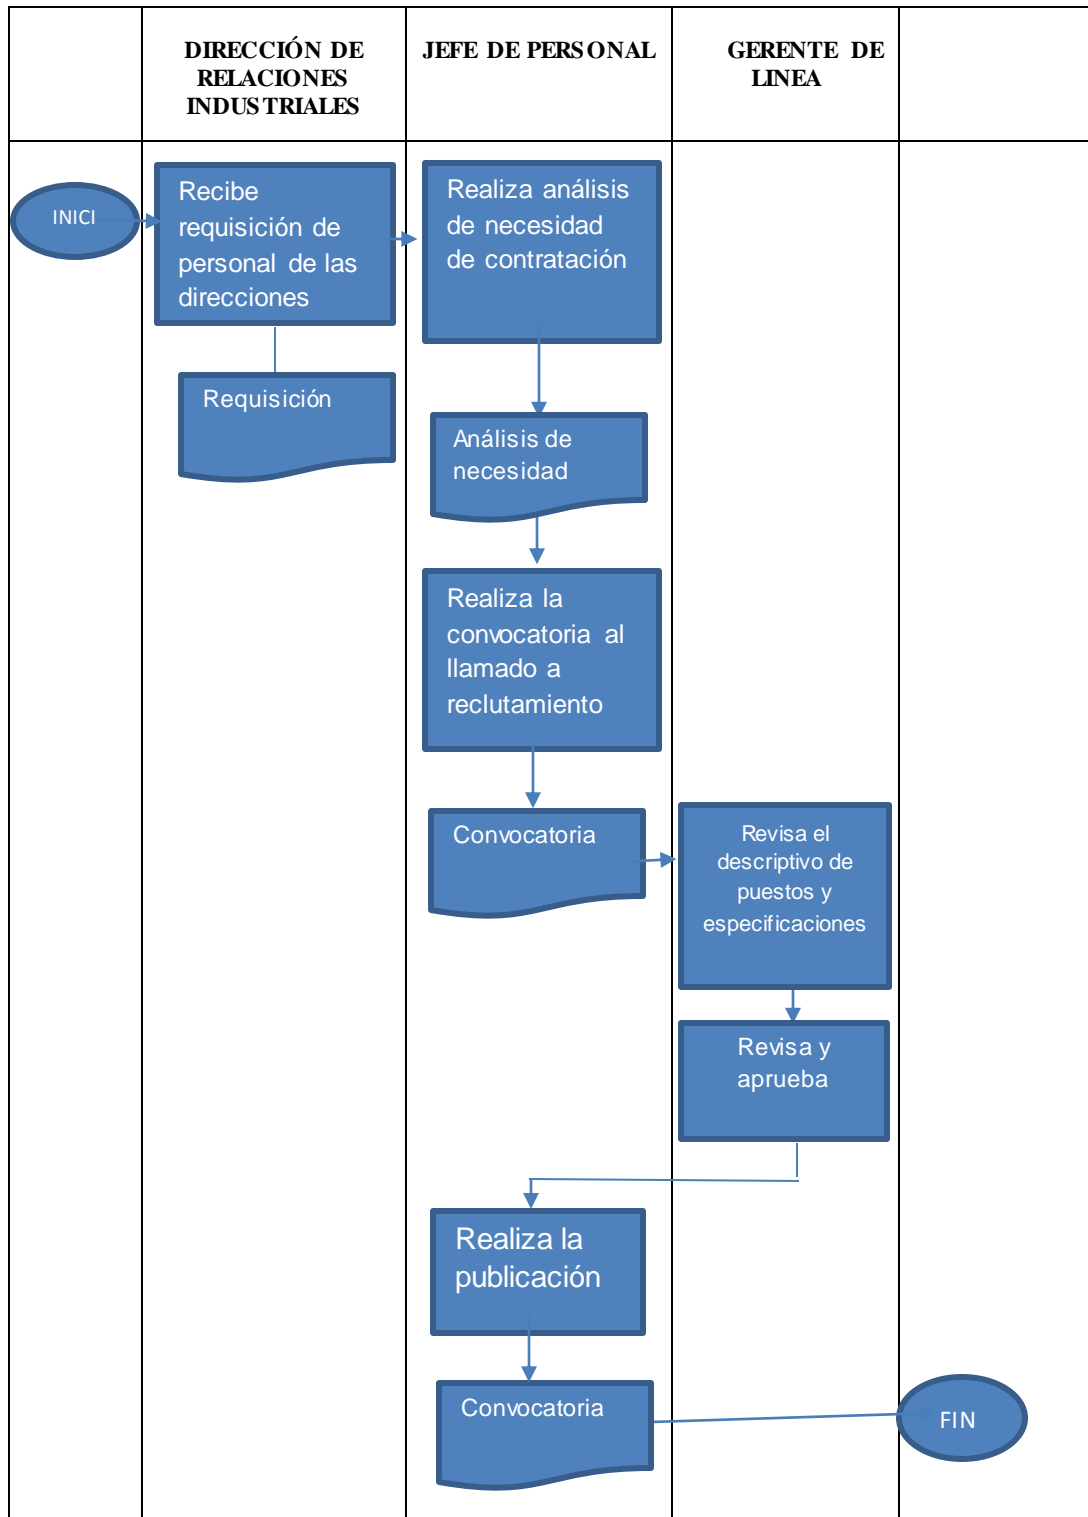 DIRECCIÓN DE
RELACIONES
INDUSTRIALES
JEFE DE PERSONAL
GERENTE DE
LINEA
INICI
Recibe
requisición de
personal de las
direcciones
Realiza análisis
de necesidad
de contratación
Requisición
Análisis de
necesidad
Realiza la
convocatoria al
llamado a
reclutamiento
Convocatoria
Revisa el
descriptivo de
puestos y
especificaciones
Revisa y
aprueba
Realiza la
publicación
Convocatoria
FIN